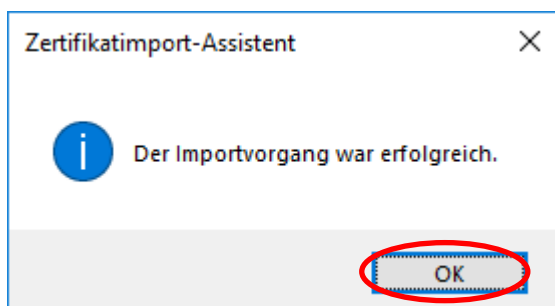 Zertifikatimport-Assistent
Der Importvorgang war erfolgreich.
OK